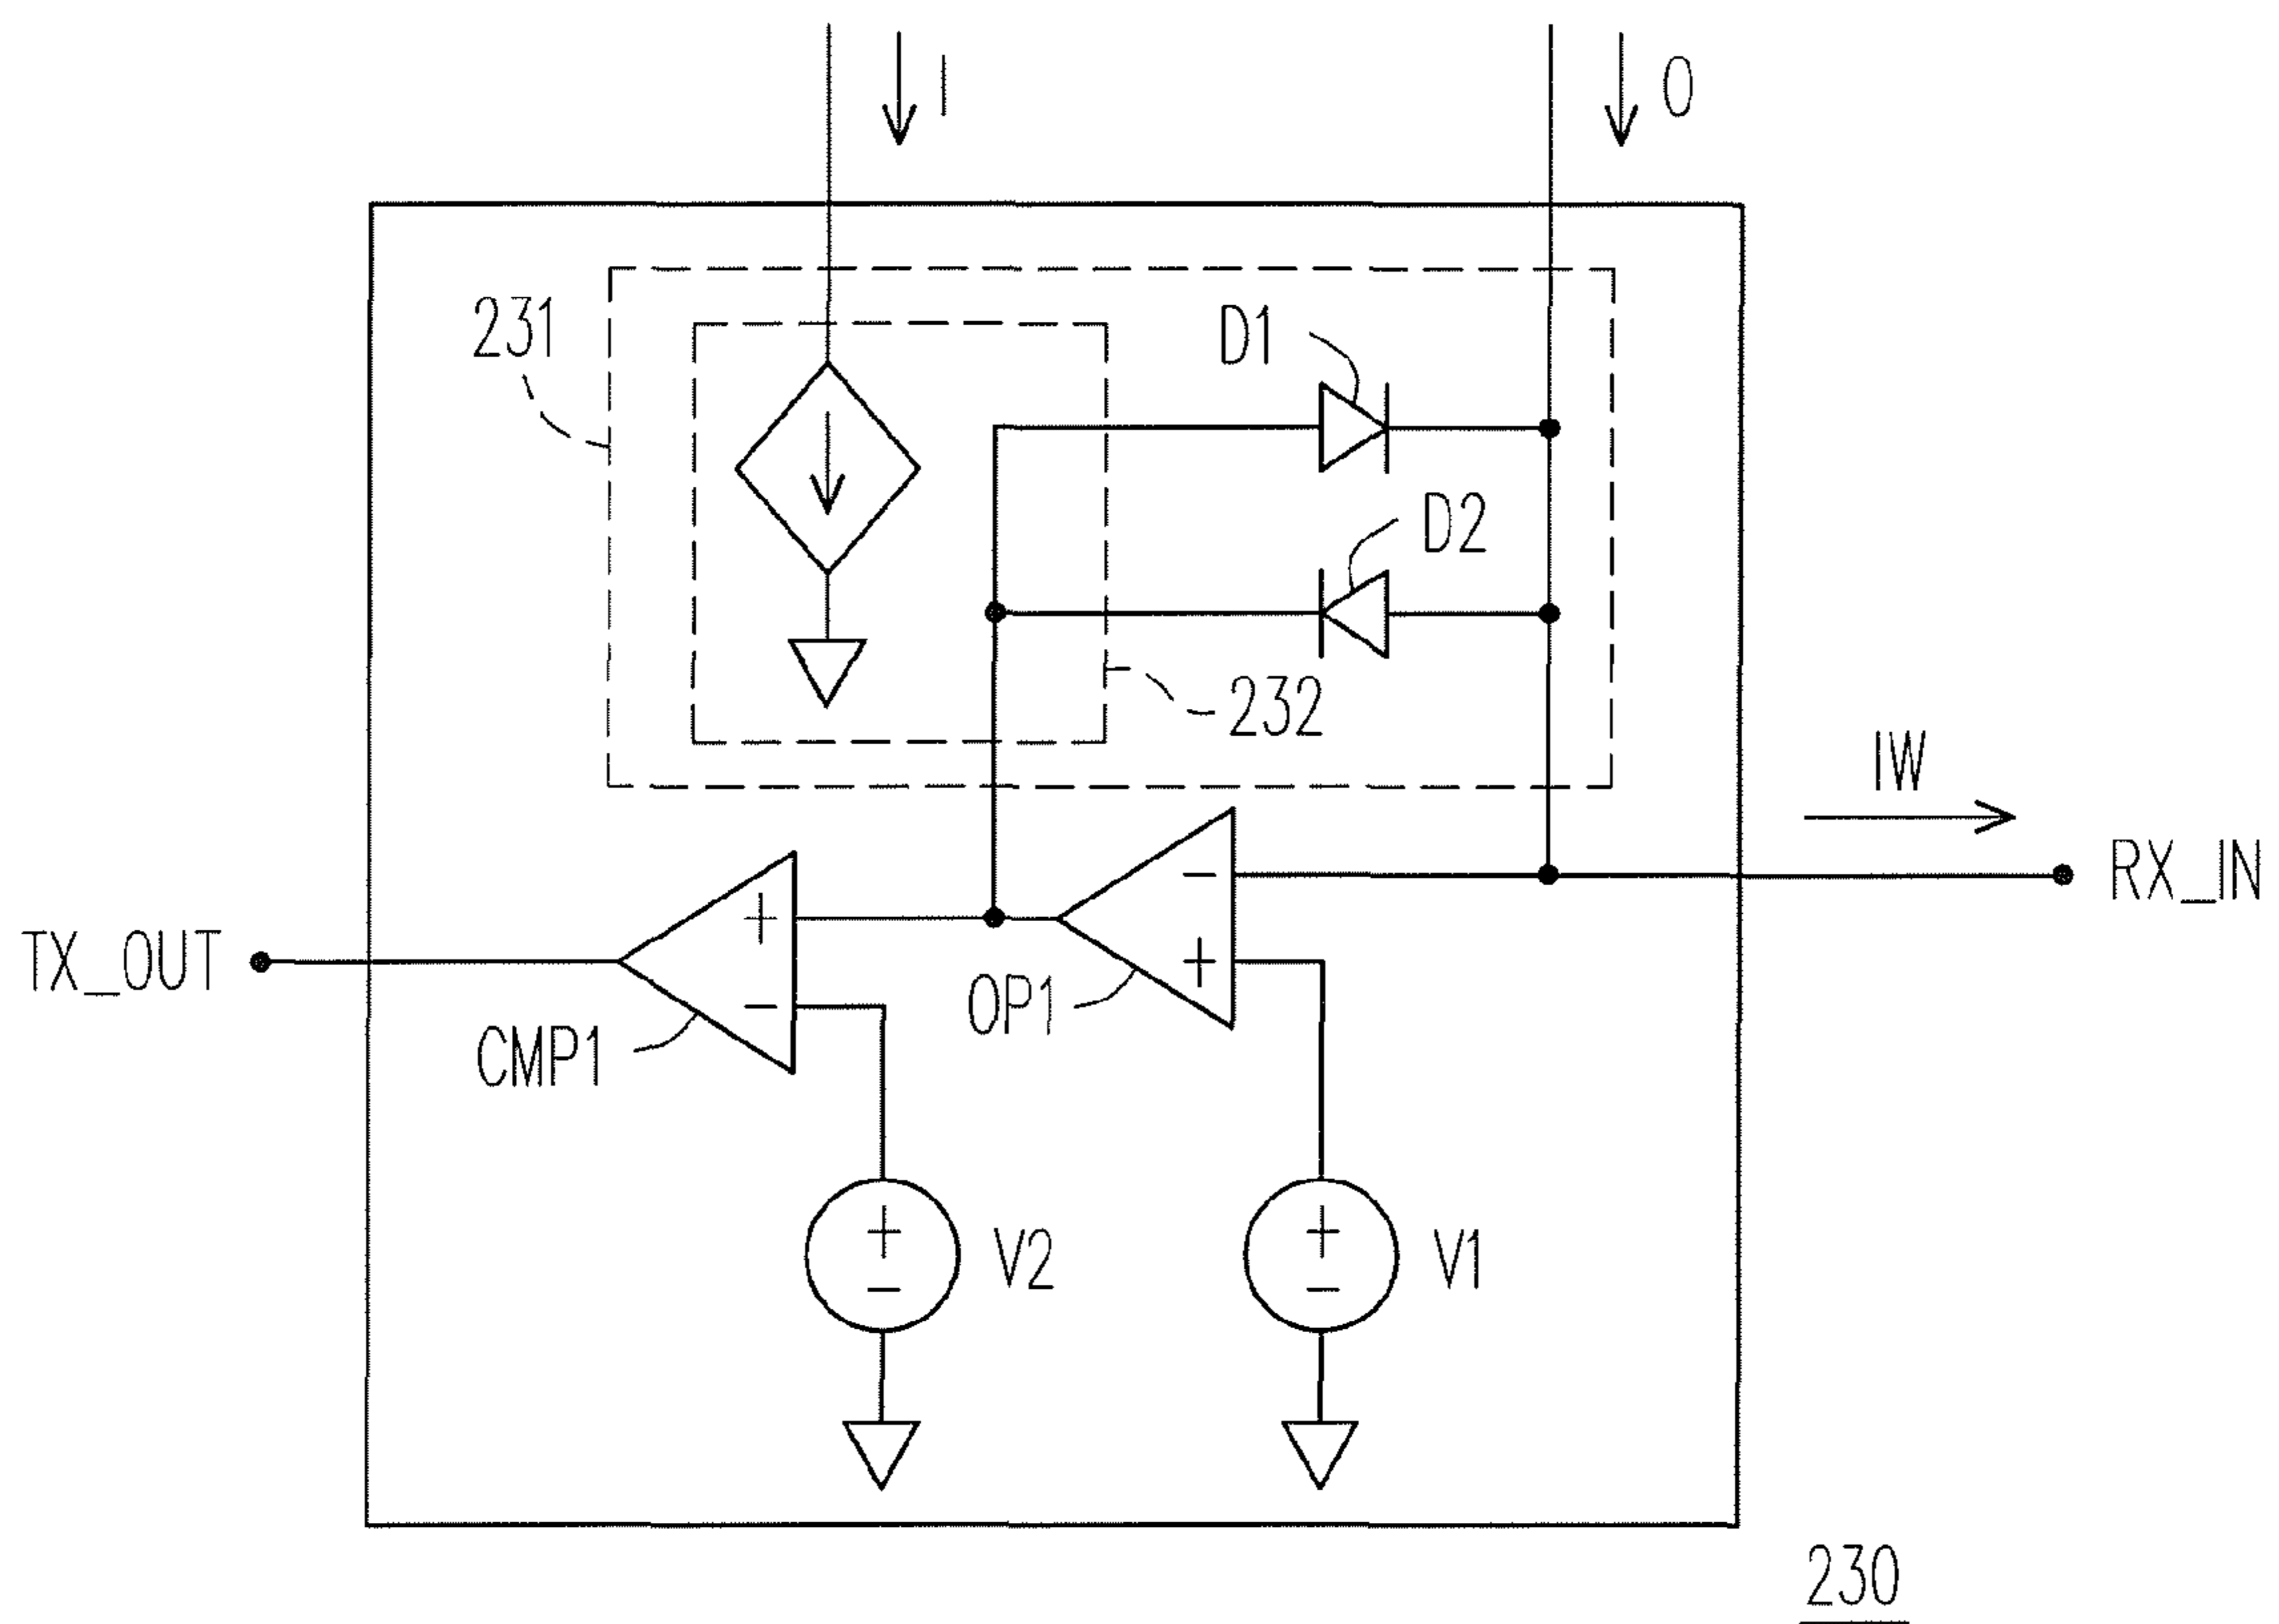 I O
231 D1
D2
232
IW
RX_IN
+ −
TX_OUT + OP1
− CMP1
+ V2 + V1
− −
230